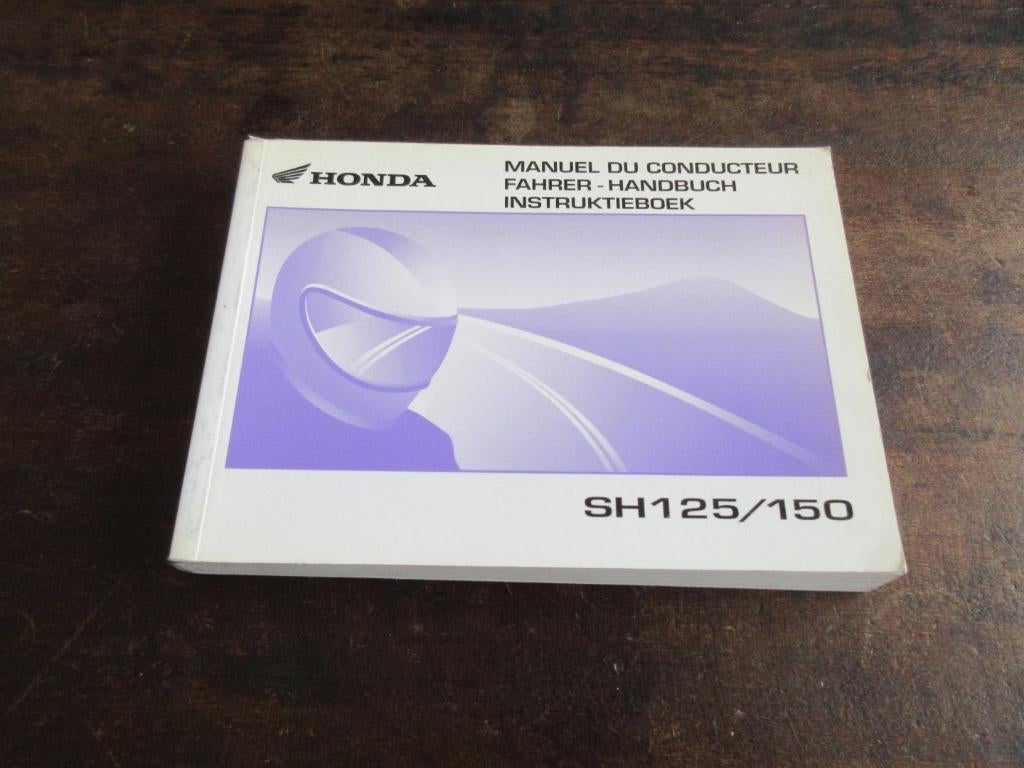 HONDA
MANUEL DU CONDUCTEUR
FAHRER - HANDBUCH
INSTRUKTIEBOEK
SH125/150